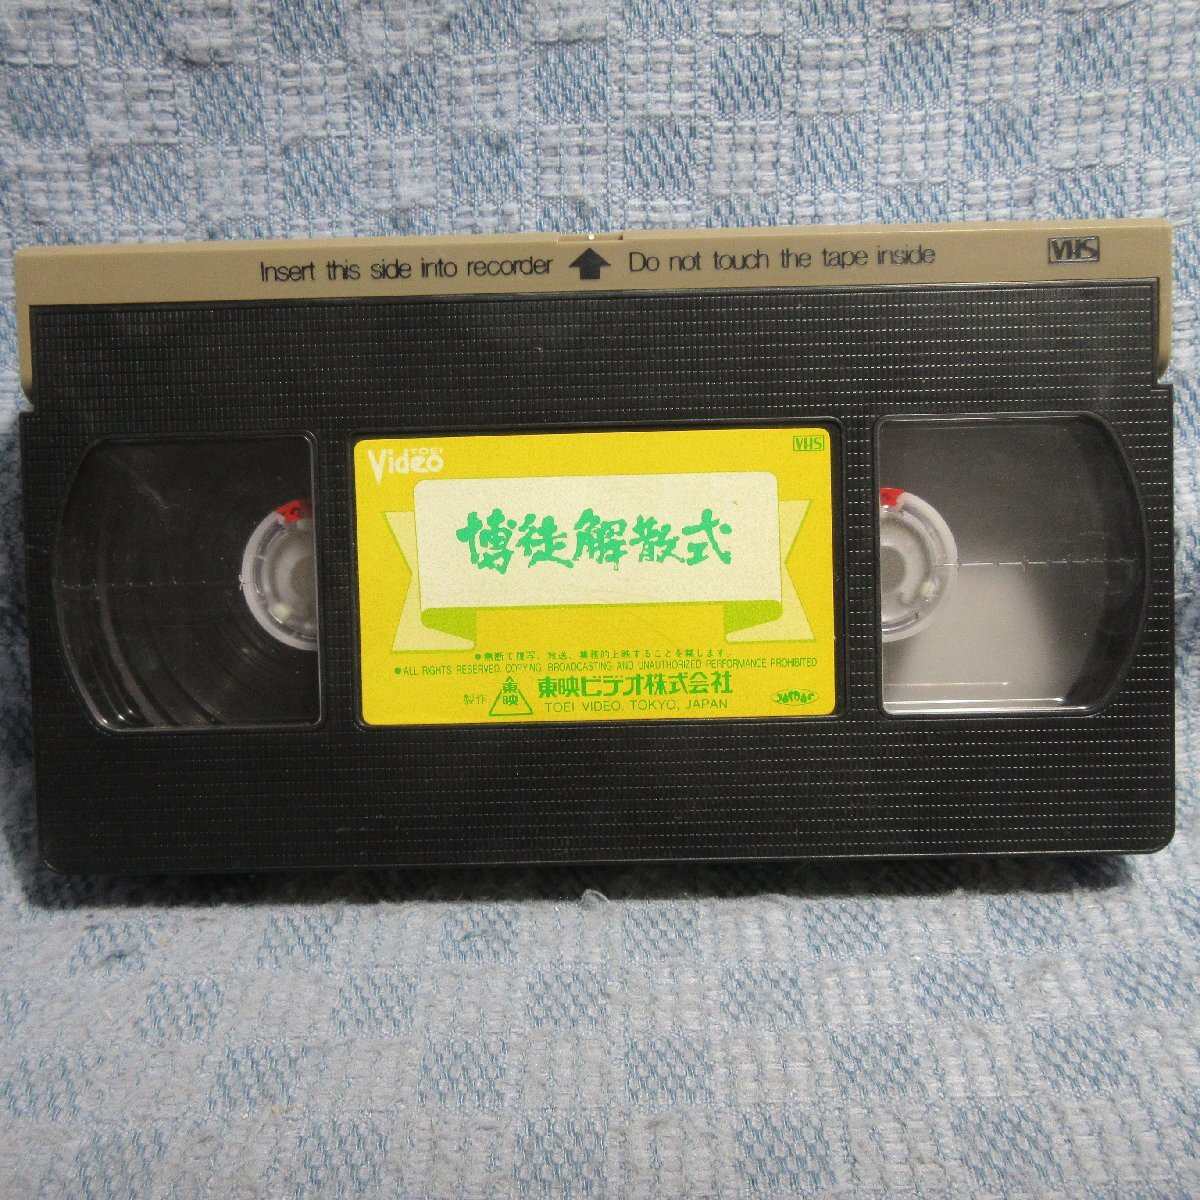 Insert this side into recorder Do not touch the tape inside VHS
TOEI
Video
VHS
博徒解散式
●無断で複写、放送、業務的上映することを禁じます。
●ALL RIGHTS RESERVED. COPYING. BROADCASTING AND UNAUTHORIZED PERFORMANCE PROHIBITED
製作 東映 東映ビデオ株式会社
TOEI VIDEO. TOKYO, JAPAN
JASRAC